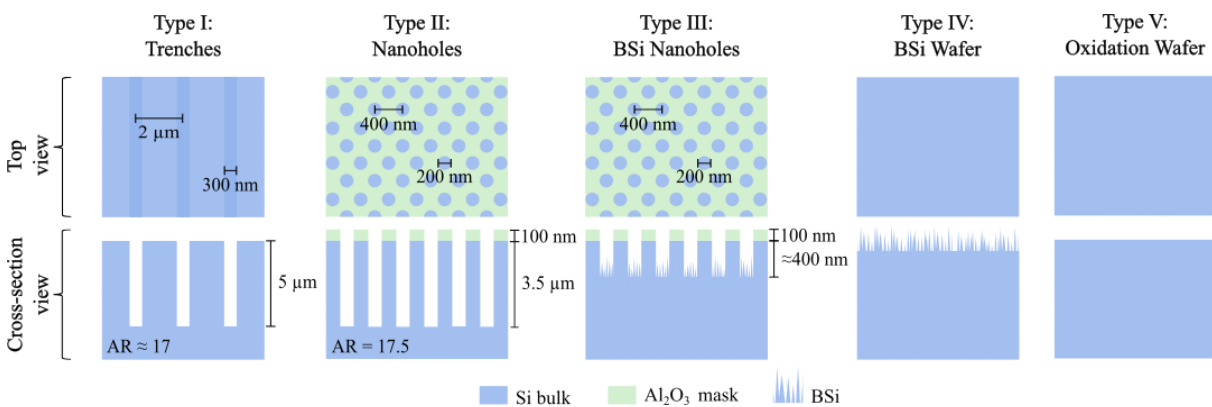 Type I:
Trenches
Type II:
Nanoholes
Type III:
BSi Nanoholes
Type IV:
BSi Wafer
Type V:
Oxidation Wafer
Top
view
2 µm
300 nm
400 nm
200 nm
400 nm
200 nm
Cross-section
view
5 µm
AR ≈ 17
100 nm
3.5 µm
AR = 17.5
100 nm
≈400 nm
Si bulk
Al₂O₃ mask
BSi